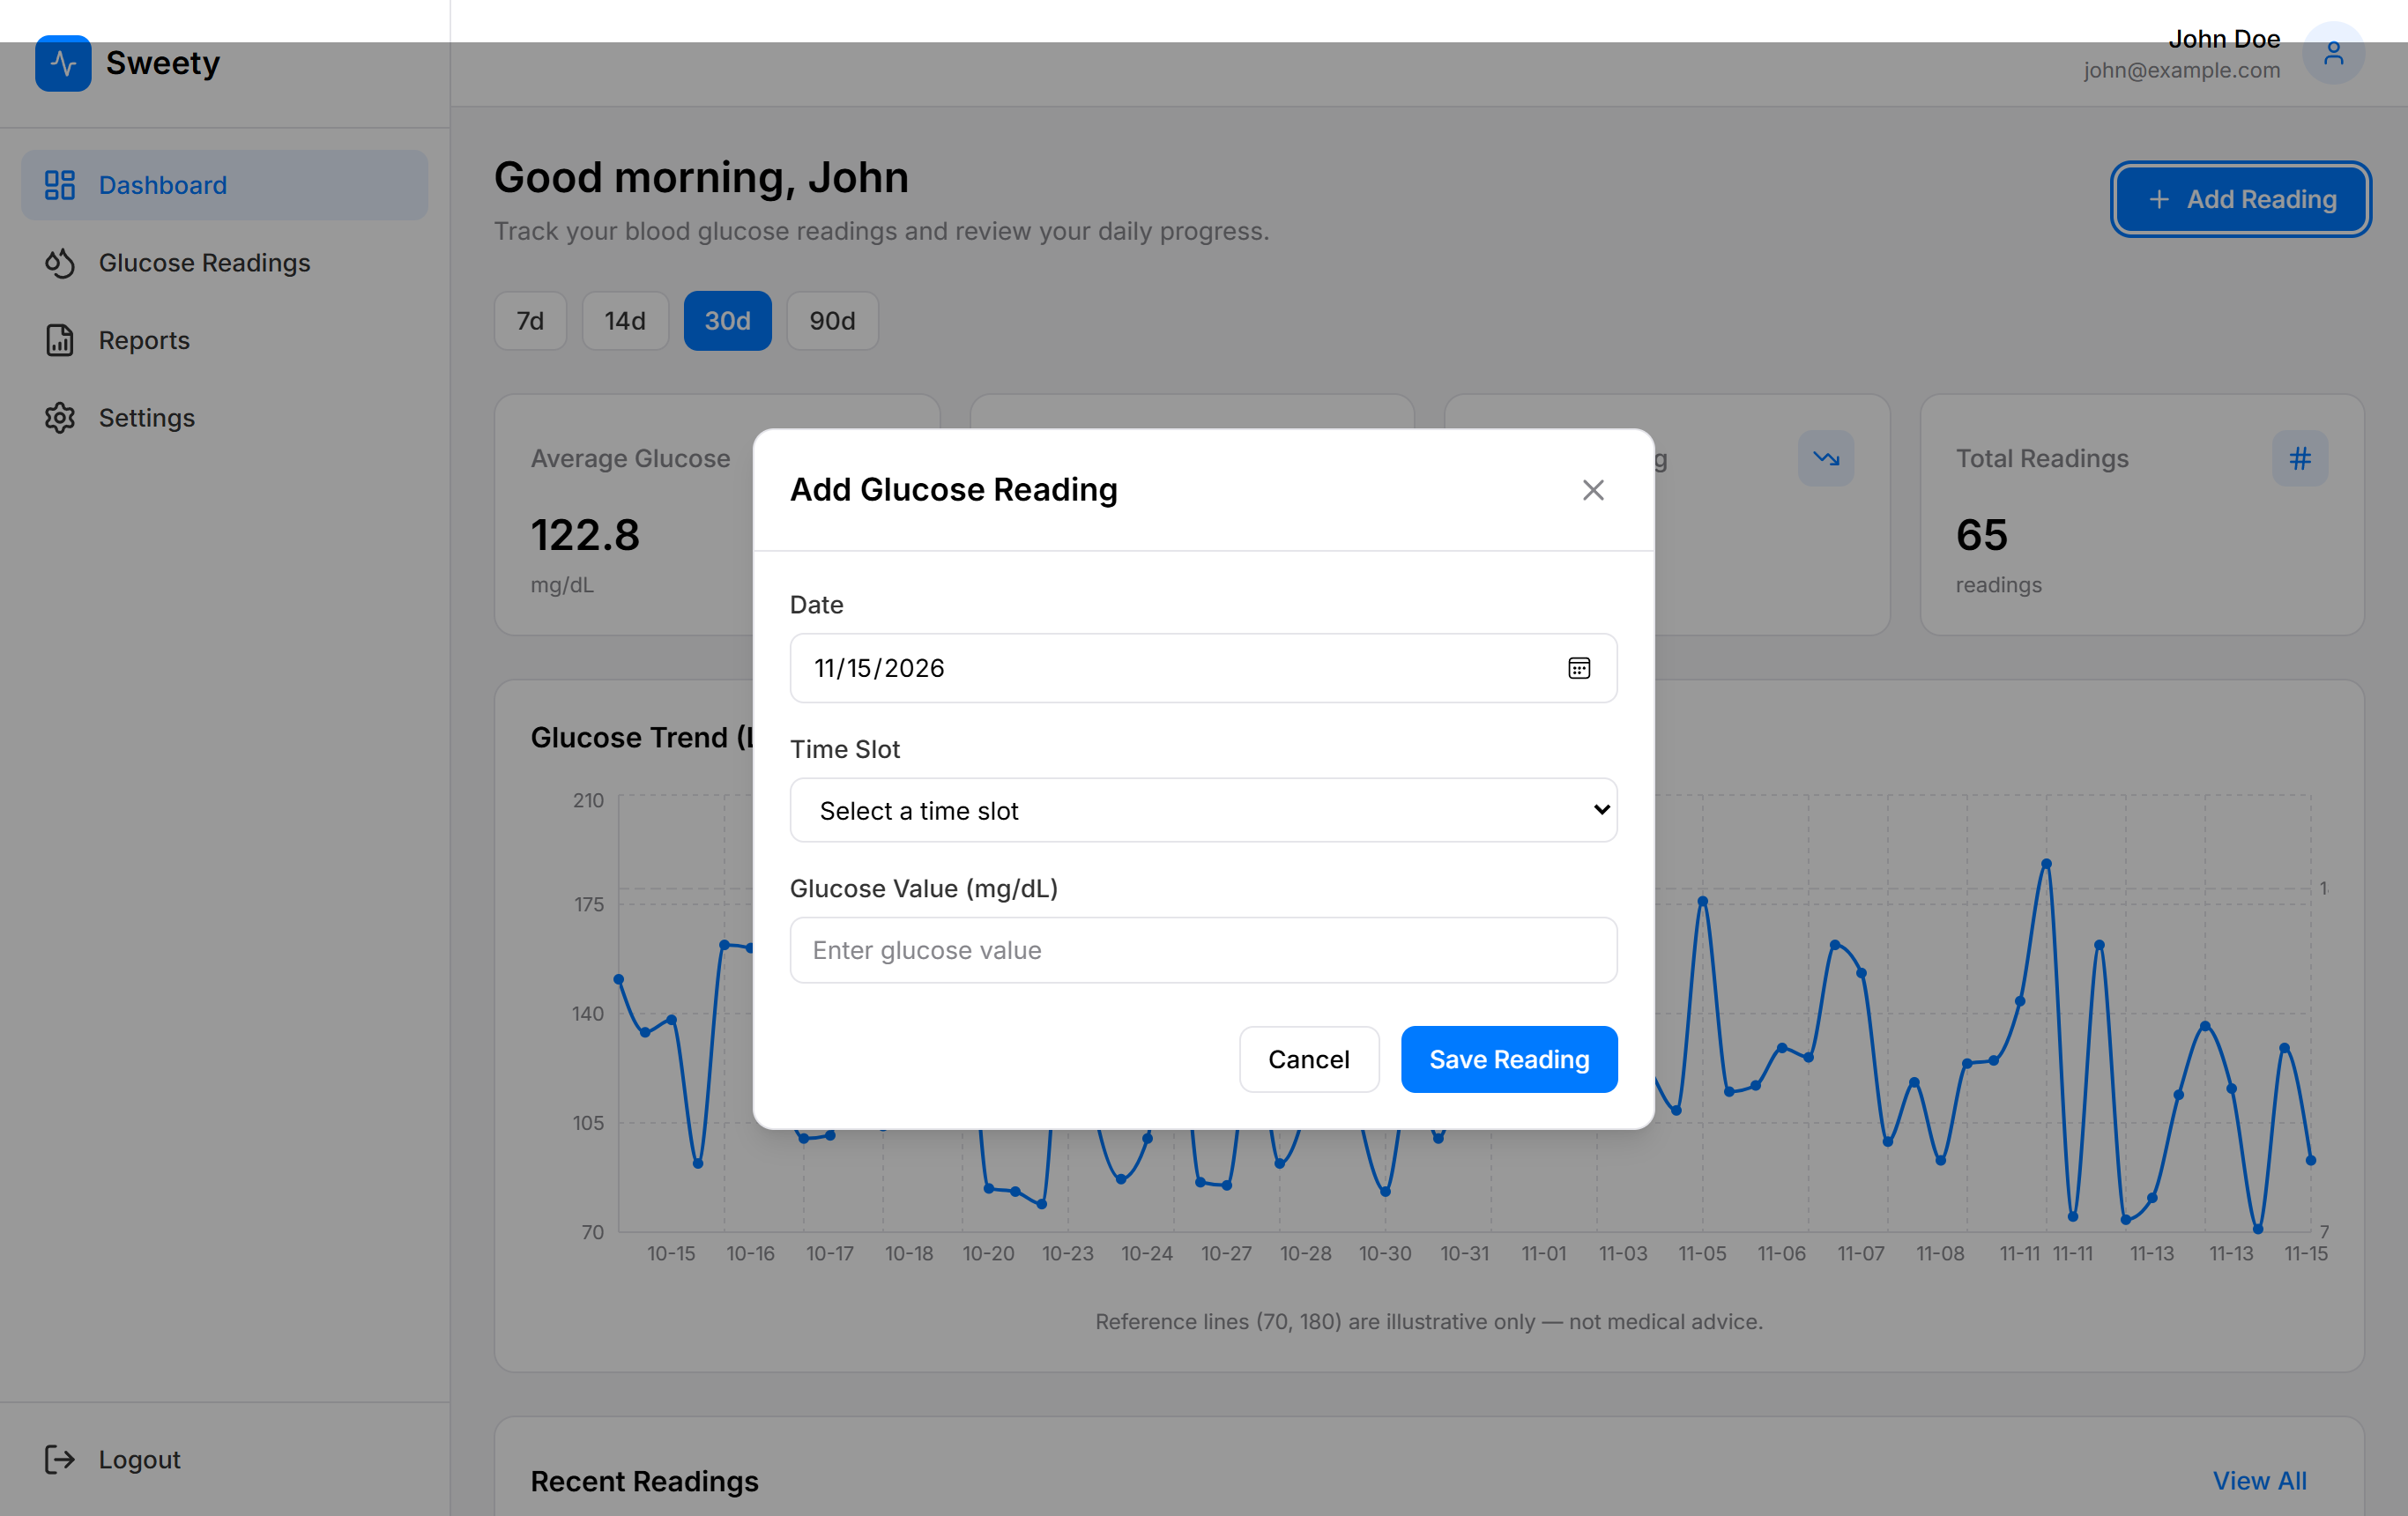 Sweety
John Doe
john@example.com
Dashboard
Glucose Readings
Reports
Settings
Logout
Good morning, John
Track your blood glucose readings and review your daily progress.
Add Reading
7d 14d 30d 90d
Average Glucose
122.8
mg/dL
Total Readings
65
readings
Add Glucose Reading
Date
11/15/2026
Time Slot
Select a time slot
Glucose Value (mg/dL)
Enter glucose value
Cancel Save Reading
Glucose Trend
210
175
140
105
70
10-15 10-16 10-17 10-18 10-20 10-23 10-24 10-27 10-28 10-30 10-31 11-01 11-03 11-05 11-06 11-07 11-08 11-11 11-11 11-13 11-13 11-15
Reference lines (70, 180) are illustrative only — not medical advice.
Recent Readings
View All